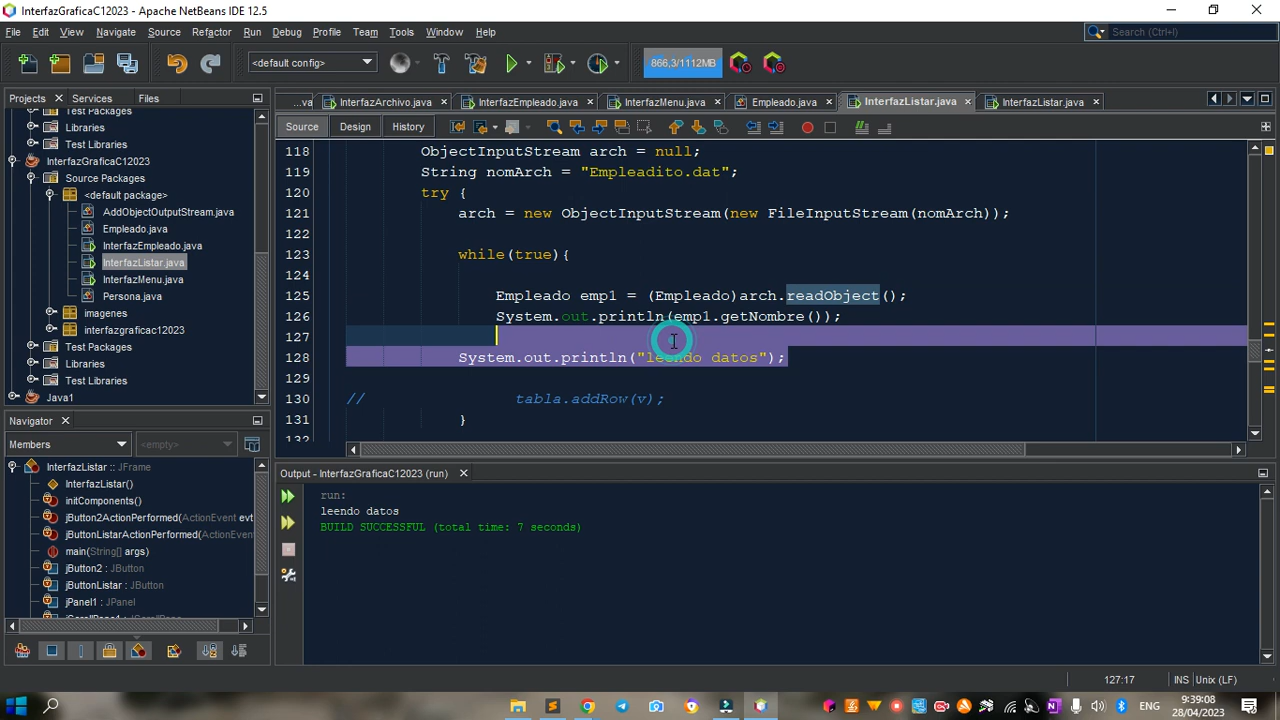 InterfazGraficaC12023 - Apache NetBeans IDE 12.5
File Edit View Navigate Source Refactor Run Debug Profile Team Tools Window Help
Search (Ctrl+I)
<default config>
866,3/1112MB
Projects Services Files
...va InterfazArchivo.java InterfazEmpleado.java InterfazMenu.java Empleado.java InterfazListar.java InterfazListar.java
Source Design History
Test Packages
Libraries
Test Libraries
InterfazGraficaC12023
Source Packages
<default package>
AddObjectOutputStream.java
Empleado.java
InterfazEmpleado.java
InterfazListar.java
InterfazMenu.java
Persona.java
imagenes
interfazgraficac12023
Test Packages
Libraries
Test Libraries
Java1
118 ObjectInputStream arch = null;
119 String nomArch = "Empleadito.dat";
120 try {
121 arch = new ObjectInputStream(new FileInputStream(nomArch));
122
123 while(true){
124
125 Empleado emp1 = (Empleado)arch.readObject();
126 System.out.println(emp1.getNombre());
127
128 System.out.println("leendo datos");
129
130 // tabla.addRow(v);
131 }
132
Navigator
Members <empty>
InterfazListar :: JFrame
InterfazListar()
initComponents()
jButton2ActionPerformed(ActionEvent evt
jButtonListarActionPerformed(ActionEven
main(String[] args)
jButton2 : JButton
jButtonListar : JButton
jPanel1 : JPanel
jScrollPane1 : JScrollPane
Output - InterfazGraficaC12023 (run)
run:
leendo datos
BUILD SUCCESSFUL (total time: 7 seconds)
127:17 INS Unix (LF)
ENG
9:39:08
28/04/2023